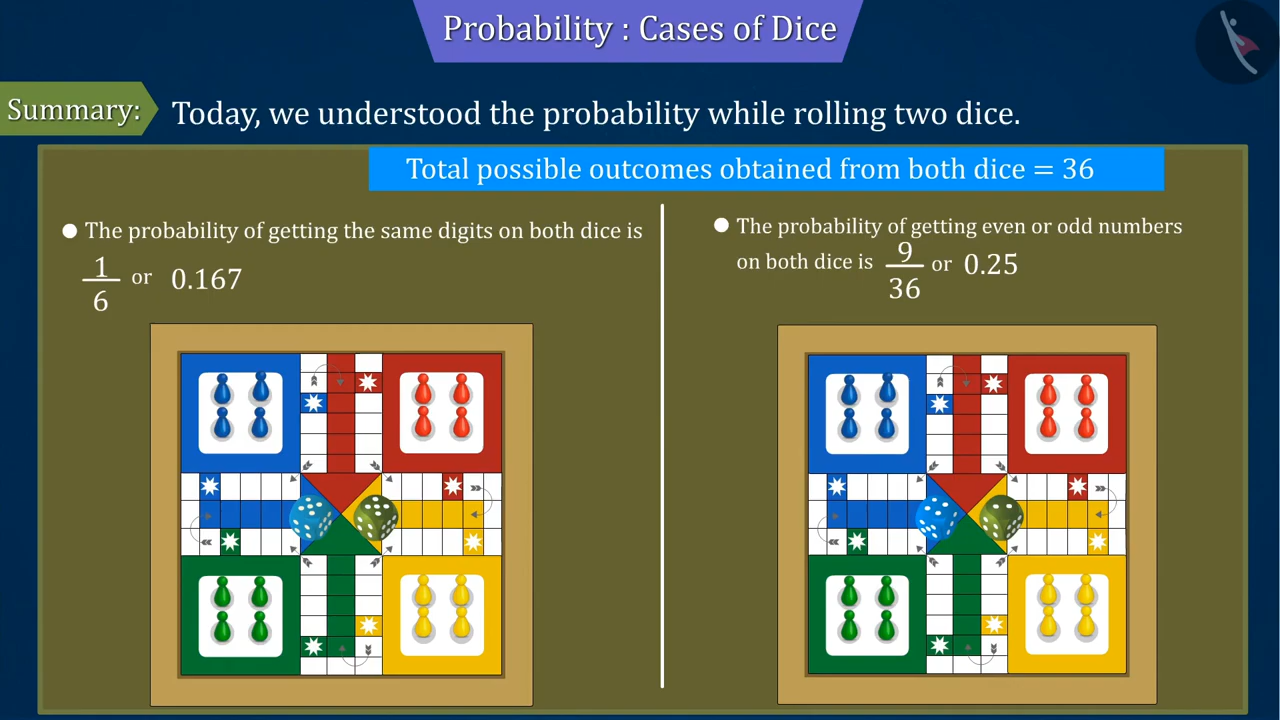 Probability : Cases of Dice
Summary:
Today, we understood the probability while rolling two dice.
Total possible outcomes obtained from both dice = 36
● The probability of getting the same digits on both dice is
1/6 or 0.167
● The probability of getting even or odd numbers
on both dice is 9/36 or 0.25